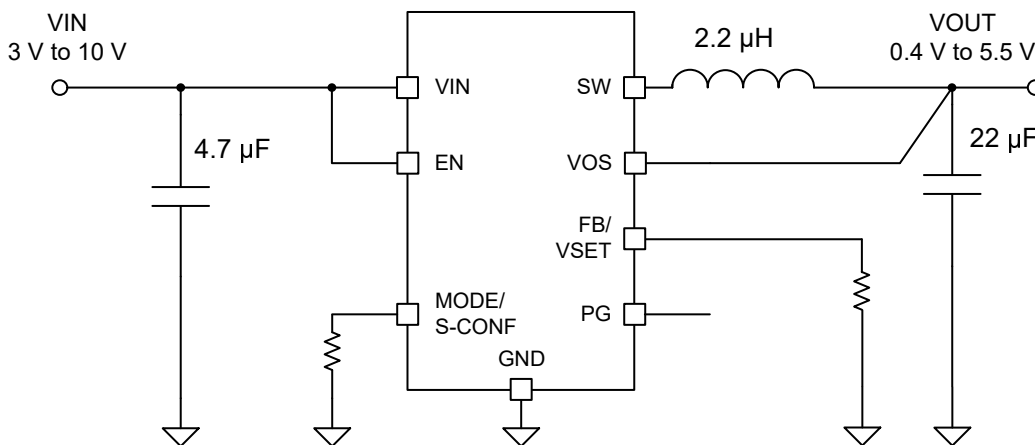 VIN
3 V to 10 V
4.7 µF
VIN
EN
MODE/
S-CONF
GND
SW
VOS
FB/
VSET
PG
2.2 µH
VOUT
0.4 V to 5.5 V
22 µF